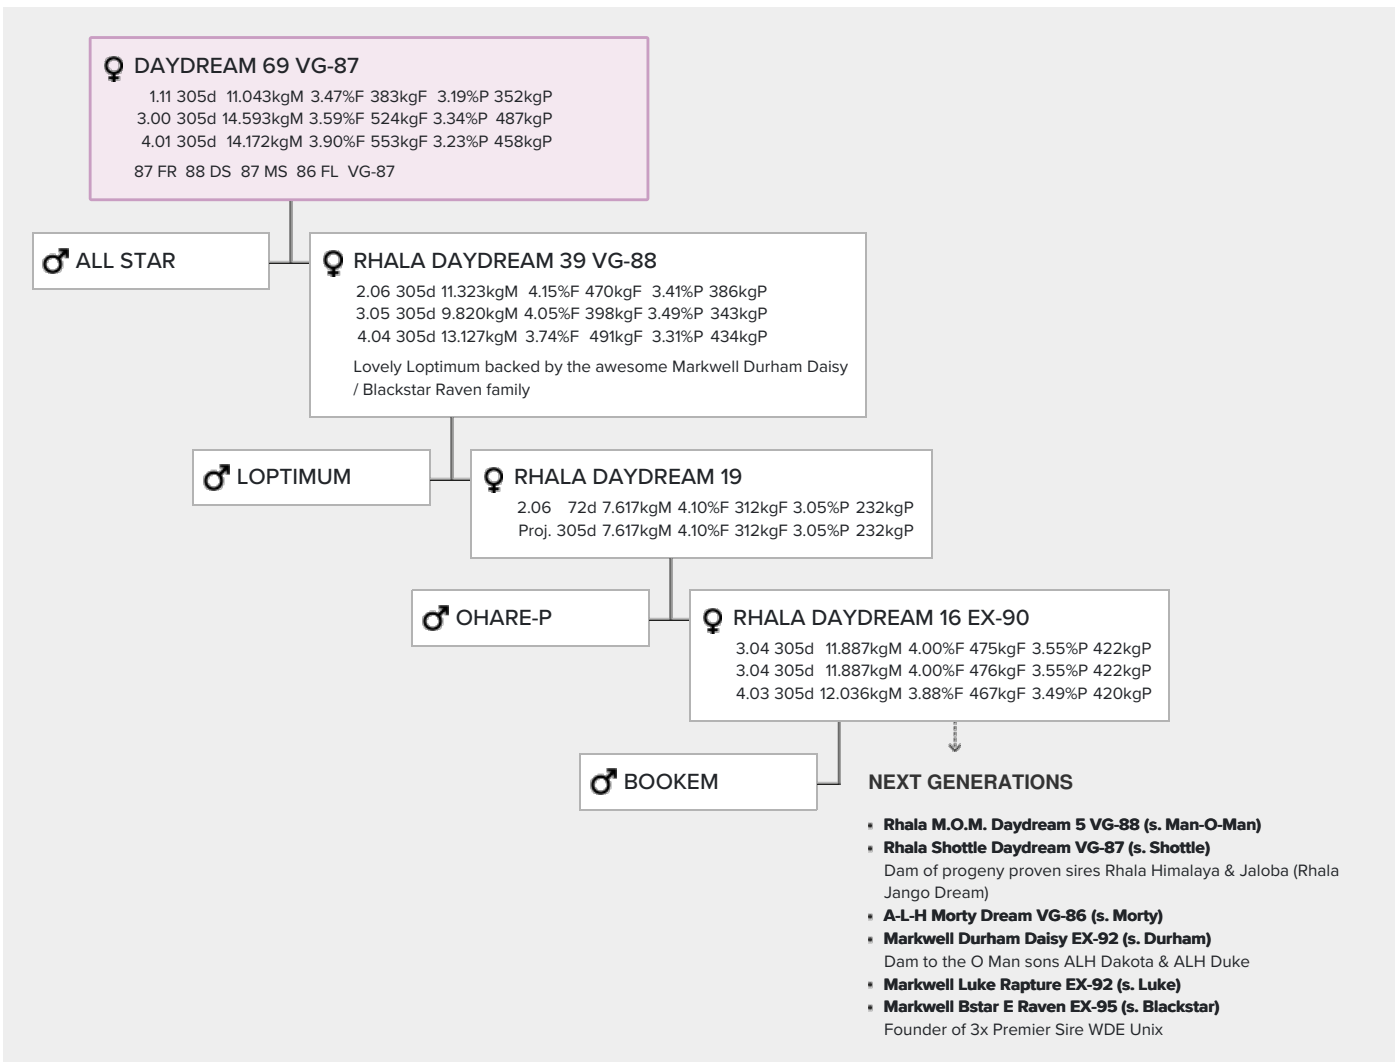 DAYDREAM 69 VG-87
1.11 305d 11.043kgM 3.47%F 383kgF 3.19%P 352kgP
3.00 305d 14.593kgM 3.59%F 524kgF 3.34%P 487kgP
4.01 305d 14.172kgM 3.90%F 553kgF 3.23%P 458kgP
87 FR 88 DS 87 MS 86 FL VG-87
ALL STAR
RHALA DAYDREAM 39 VG-88
2.06 305d 11.323kgM 4.15%F 470kgF 3.41%P 386kgP
3.05 305d 9.820kgM 4.05%F 398kgF 3.49%P 343kgP
4.04 305d 13.127kgM 3.74%F 491kgF 3.31%P 434kgP
Lovely Loptimum backed by the awesome Markwell Durham Daisy
/ Blackstar Raven family
LOPTIMUM
RHALA DAYDREAM 19
2.06 72d 7.617kgM 4.10%F 312kgF 3.05%P 232kgP
Proj. 305d 7.617kgM 4.10%F 312kgF 3.05%P 232kgP
OHARE-P
RHALA DAYDREAM 16 EX-90
3.04 305d 11.887kgM 4.00%F 475kgF 3.55%P 422kgP
3.04 305d 11.887kgM 4.00%F 476kgF 3.55%P 422kgP
4.03 305d 12.036kgM 3.88%F 467kgF 3.49%P 420kgP
BOOKEM
NEXT GENERATIONS
Rhala M.O.M. Daydream 5 VG-88 (s. Man-O-Man)
Rhala Shottle Daydream VG-87 (s. Shottle)
Dam of progeny proven sires Rhala Himalaya & Jaloba (Rhala
Jango Dream)
A-L-H Morty Dream VG-86 (s. Morty)
Markwell Durham Daisy EX-92 (s. Durham)
Dam to the O Man sons ALH Dakota & ALH Duke
Markwell Luke Rapture EX-92 (s. Luke)
Markwell Bstar E Raven EX-95 (s. Blackstar)
Founder of 3x Premier Sire WDE Unix